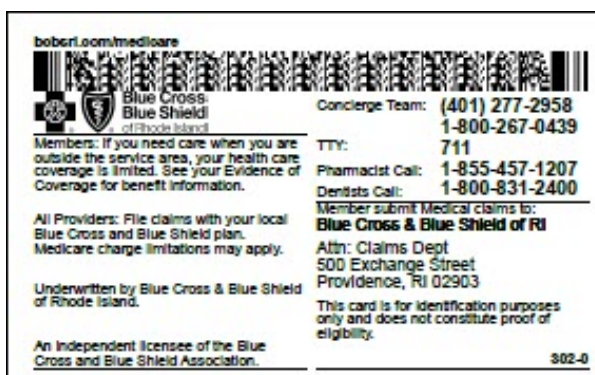 bcbsri.com/medicare
Blue Cross
Blue Shield
of Rhode Island
Members: If you need care when you are
outside the service area, your health care
coverage is limited. See your Evidence of
Coverage for benefit information.
All Providers: File claims with your local
Blue Cross and Blue Shield plan.
Medicare charge limitations may apply.
Underwritten by Blue Cross & Blue Shield
of Rhode Island.
An independent licensee of the Blue
Cross and Blue Shield Association.
Concierge Team: (401) 277-2958
1-800-267-0439
TTY: 711
Pharmacist Call: 1-855-457-1207
Dentists Call: 1-800-831-2400
Member submit Medical claims to:
Blue Cross & Blue Shield of RI
Attn: Claims Dept
500 Exchange Street
Providence, RI 02903
This card is for identification purposes
only and does not constitute proof of
eligibility.
302-0